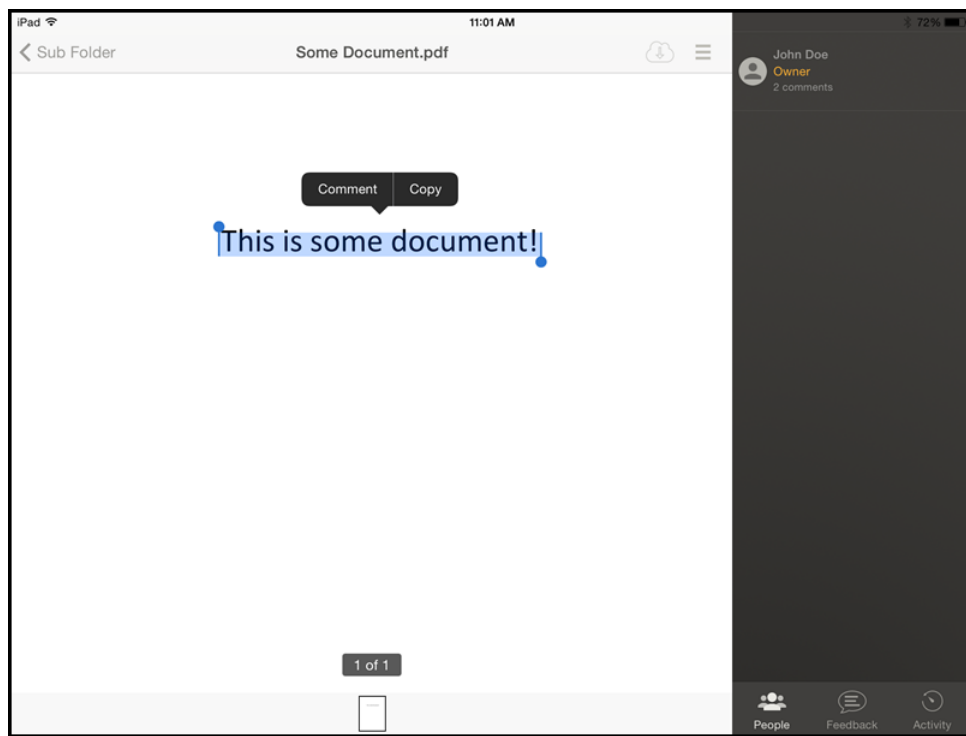 iPad 11:01 AM 72%
Sub Folder Some Document.pdf
John Doe
Owner
2 comments
Comment Copy
This is some document!
1 of 1
People Feedback Activity